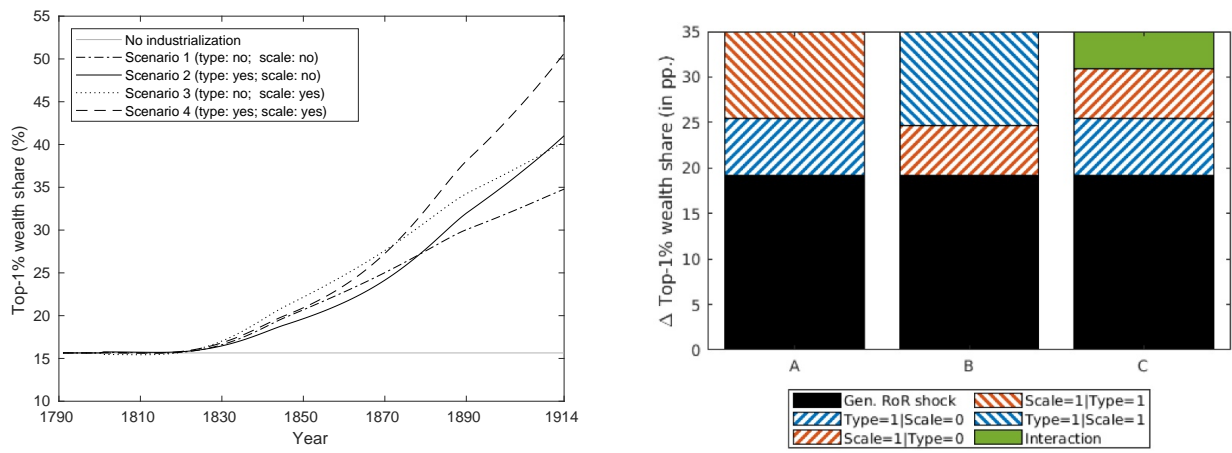 55
50
45
40
35
30
25
20
15
10
Top-1% wealth share (%)
No industrialization
Scenario 1 (type: no; scale: no)
Scenario 2 (type: yes; scale: no)
Scenario 3 (type: no; scale: yes)
Scenario 4 (type: yes; scale: yes)
1790 1810 1830 1850 1870 1890 1914
Year
35
30
25
20
15
10
5
0
Δ Top-1% wealth share (in pp.)
A B C
Gen. RoR shock
Type=1|Scale=0
Scale=1|Type=0
Scale=1|Type=1
Type=1|Scale=1
Interaction